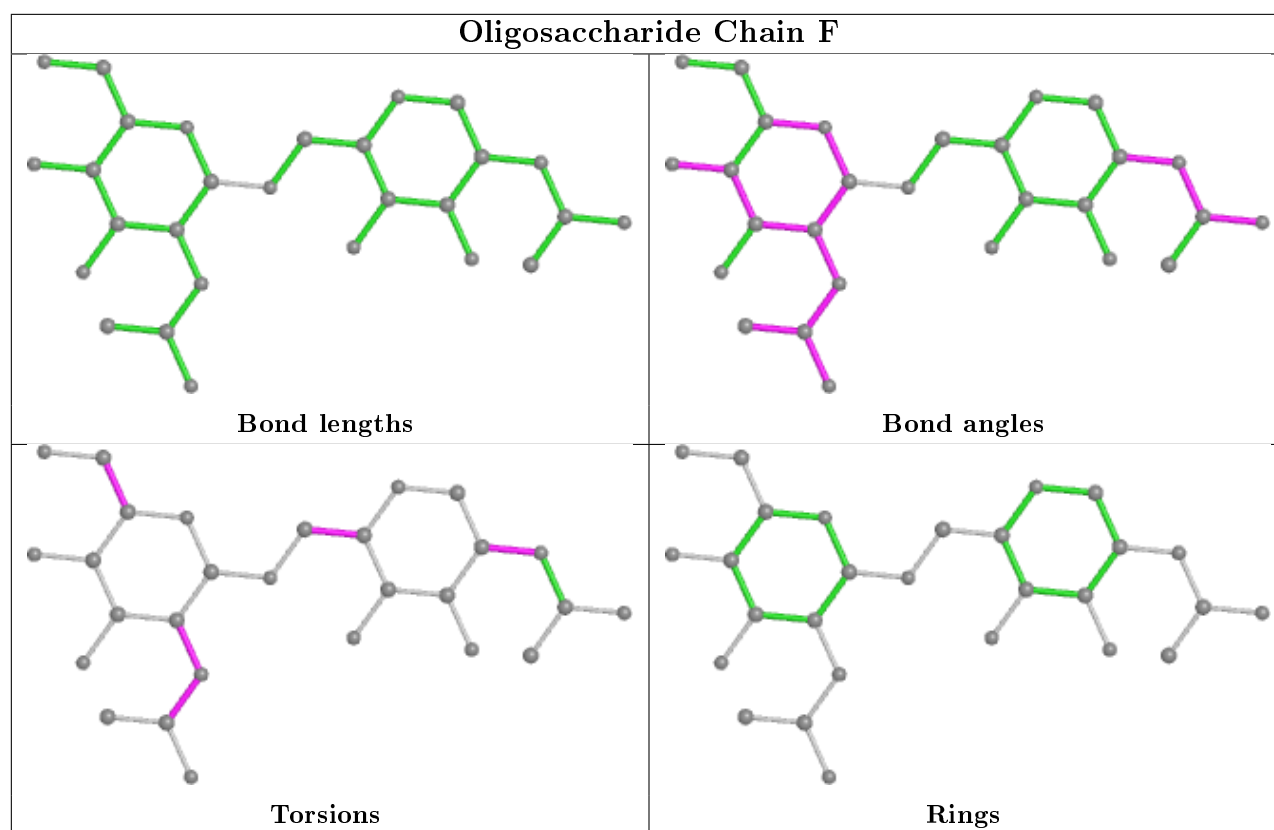 Oligosaccharide Chain F
Bond lengths
Bond angles
Torsions
Rings